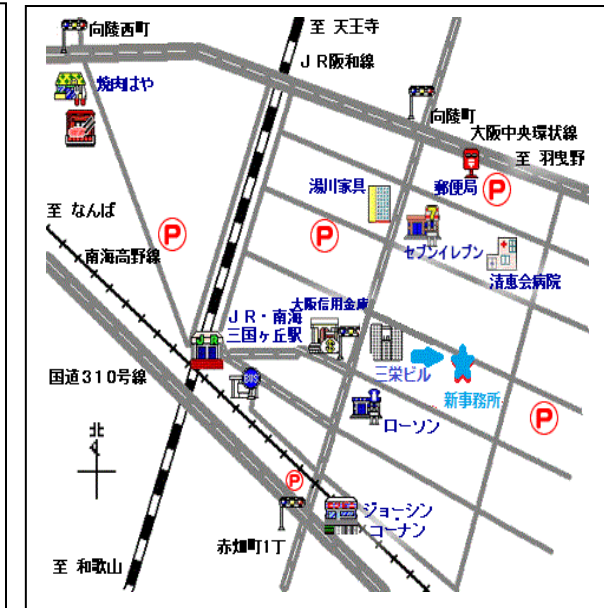 向陵西町
至 天王寺
焼肉はや
JR阪和線
向陵町
大阪中央環状線
至 羽曳野
湯川家具
郵便局
P
至 なんば
P
P
7
セブンイレブン
南海高野線
清恵会病院
JR・南海
三国ヶ丘駅
大阪信用金庫
JR
三栄ビル
国道310号線
BUS
新事務所
ローソン
P
北
P
ジョーシン
コーナン
赤畑町1丁
至 和歌山